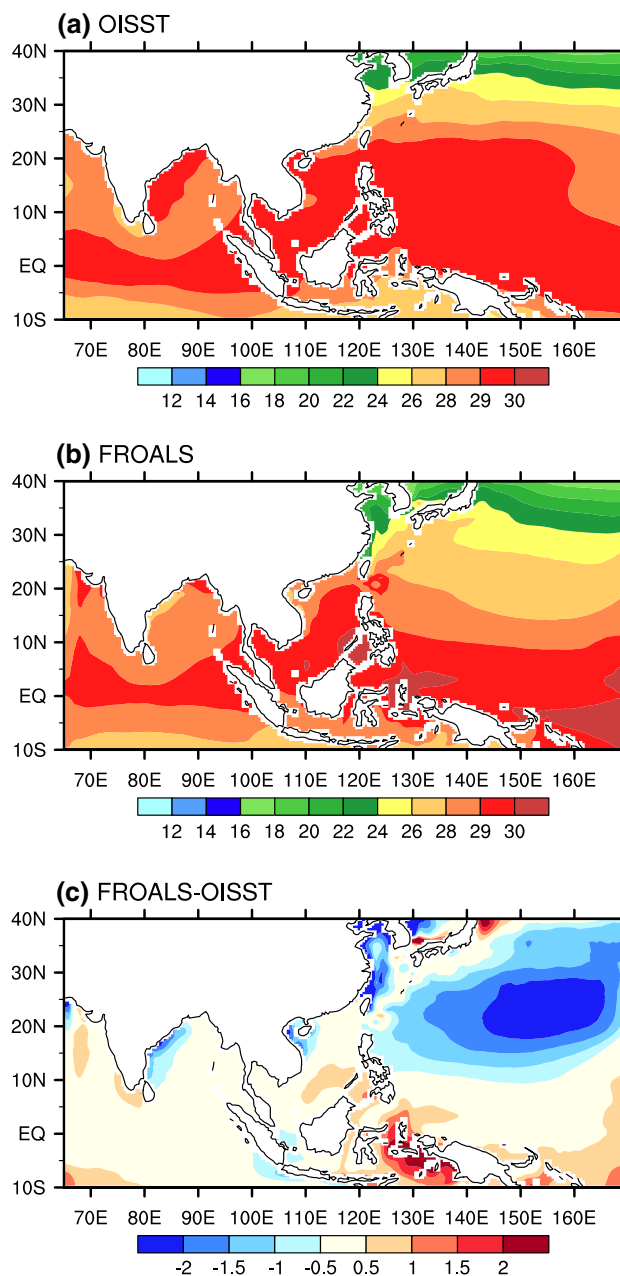 (a) OISST
40N
30N
20N
10N
EQ
10S
70E 80E 90E 100E 110E 120E 130E 140E 150E 160E
12 14 16 18 20 22 24 26 28 29 30
(b) FROALS
40N
30N
20N
10N
EQ
10S
70E 80E 90E 100E 110E 120E 130E 140E 150E 160E
12 14 16 18 20 22 24 26 28 29 30
(c) FROALS-OISST
40N
30N
20N
10N
EQ
10S
70E 80E 90E 100E 110E 120E 130E 140E 150E 160E
-2 -1.5 -1 -0.5 0.5 1 1.5 2